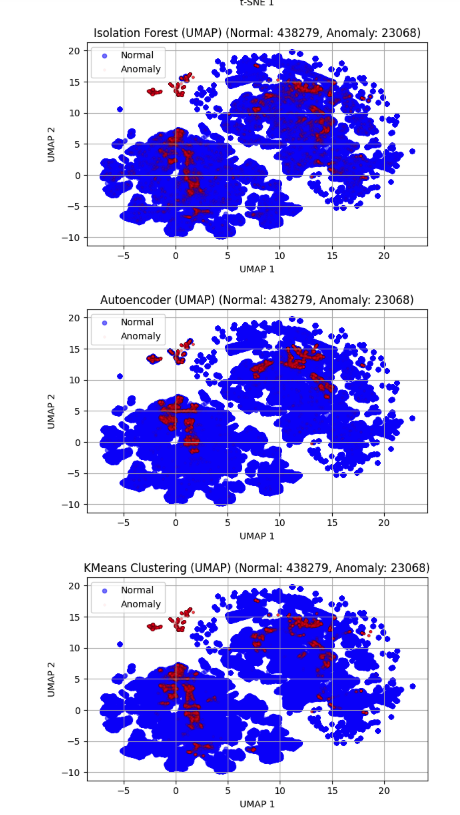 t-SNE 1
Isolation Forest (UMAP) (Normal: 438279, Anomaly: 23068)
20
15
10
5
0
−5
−10
UMAP 2
Normal
Anomaly
−5 0 5 10 15 20
UMAP 1
Autoencoder (UMAP) (Normal: 438279, Anomaly: 23068)
20
15
10
5
0
−5
−10
UMAP 2
Normal
Anomaly
−5 0 5 10 15 20
UMAP 1
KMeans Clustering (UMAP) (Normal: 438279, Anomaly: 23068)
20
15
10
5
0
−5
−10
UMAP 2
Normal
Anomaly
−5 0 5 10 15 20
UMAP 1